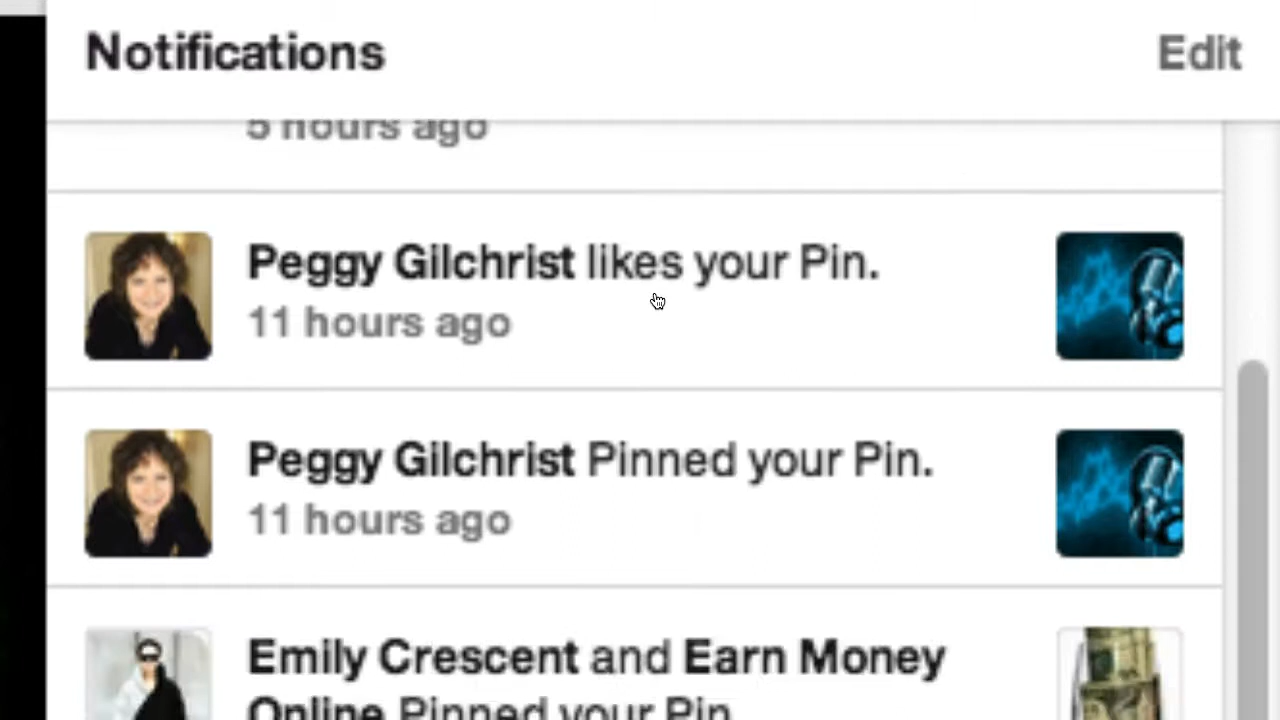 Notifications
Edit
5 hours ago
Peggy Gilchrist likes your Pin.
11 hours ago
Peggy Gilchrist Pinned your Pin.
11 hours ago
Emily Crescent and Earn Money
Online Pinned your Pin.